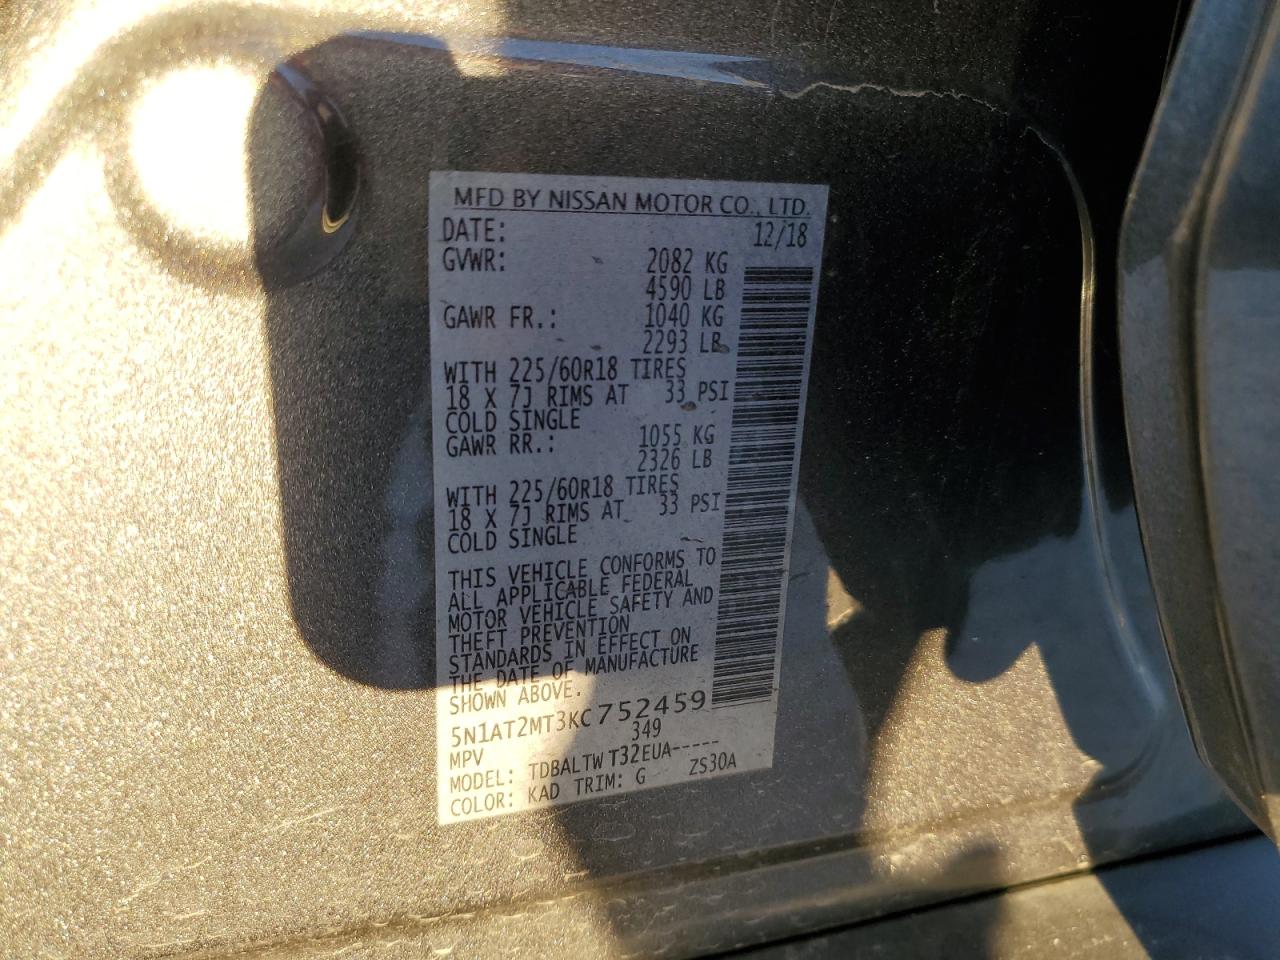 MFD BY NISSAN MOTOR CO., LTD.
DATE: 12/18
GVWR: 2082 KG
4590 LB
GAWR FR.: 1040 KG
2293 LB
WITH 225/60R18 TIRES
18 X 7J RIMS AT 33 PSI
COLD SINGLE
GAWR RR.: 1055 KG
2326 LB
WITH 225/60R18 TIRES
18 X 7J RIMS AT 33 PSI
COLD SINGLE
THIS VEHICLE CONFORMS TO
ALL APPLICABLE FEDERAL
MOTOR VEHICLE SAFETY AND
THEFT PREVENTION
STANDARDS IN EFFECT ON
THE DATE OF MANUFACTURE
SHOWN ABOVE.
5N1AT2MT3KC752459
MPV 349
MODEL: TDBALTW T32EUA-----
COLOR: KAD TRIM: G ZS30A